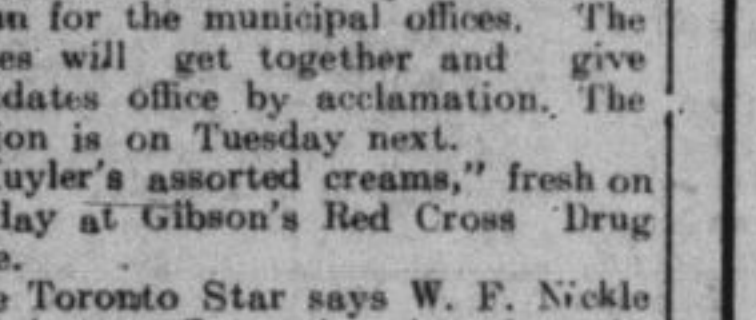 n for the municipal offices. The
es will get together and give
dates office by acclamation. The
ion is on Tuesday next.
uyler's assorted creams," fresh on
day at Gibson's Red Cross Drug
e.
e Toronto Star says W. F. Nickle